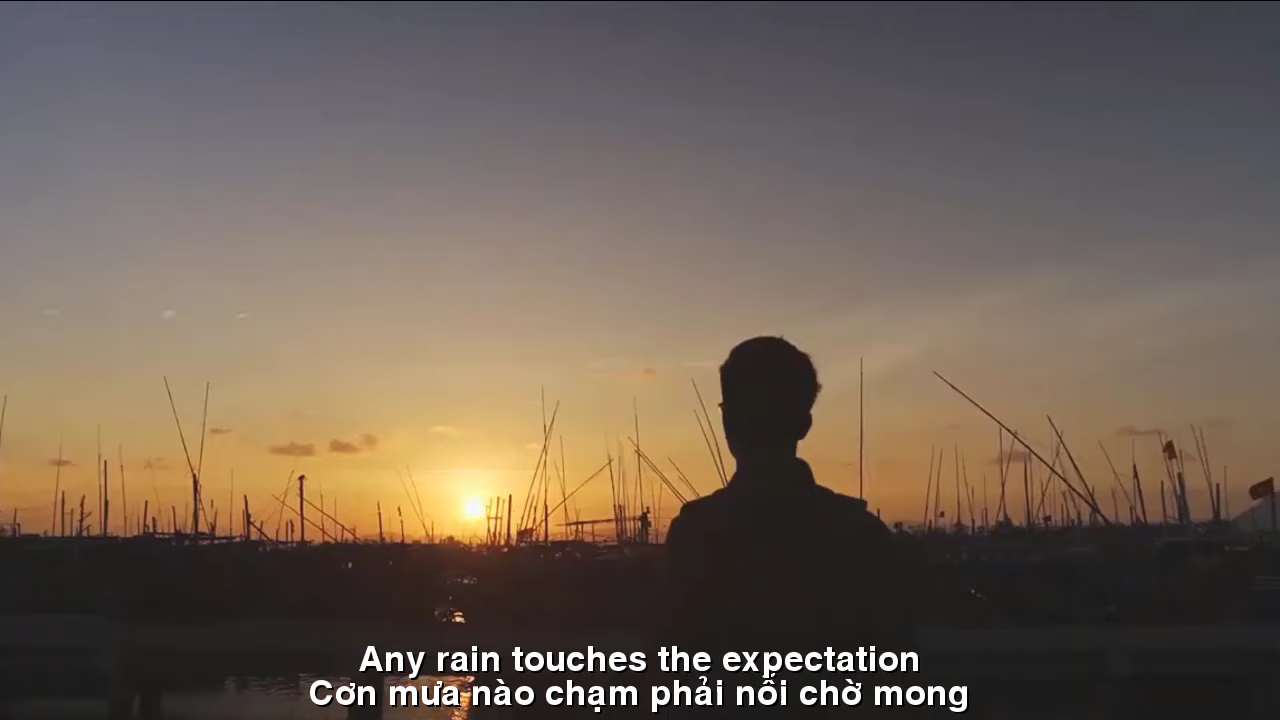 Any rain touches the expectation
Cơn mưa nào chạm phải nỗi chờ mong